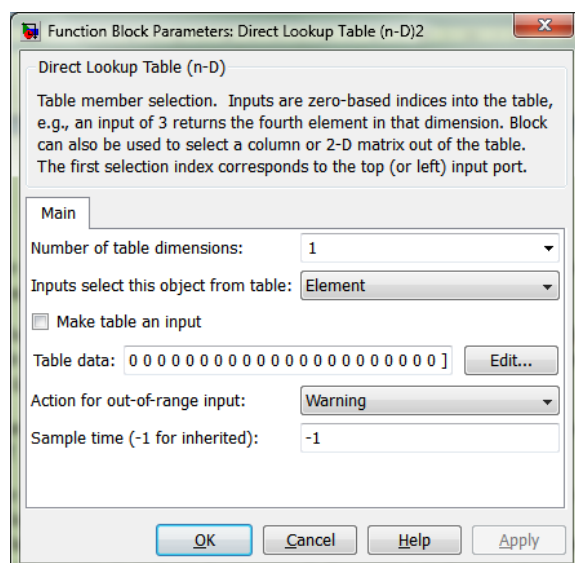 Function Block Parameters: Direct Lookup Table (n-D)2
Direct Lookup Table (n-D)
Table member selection. Inputs are zero-based indices into the table,
e.g., an input of 3 returns the fourth element in that dimension. Block
can also be used to select a column or 2-D matrix out of the table.
The first selection index corresponds to the top (or left) input port.
Main
Number of table dimensions: 1
Inputs select this object from table: Element
Make table an input
Table data: 0 0 0 0 0 0 0 0 0 0 0 0 0 0 0 0 0 0 0 0 0 0 ] Edit...
Action for out-of-range input: Warning
Sample time (-1 for inherited): -1
OK Cancel Help Apply